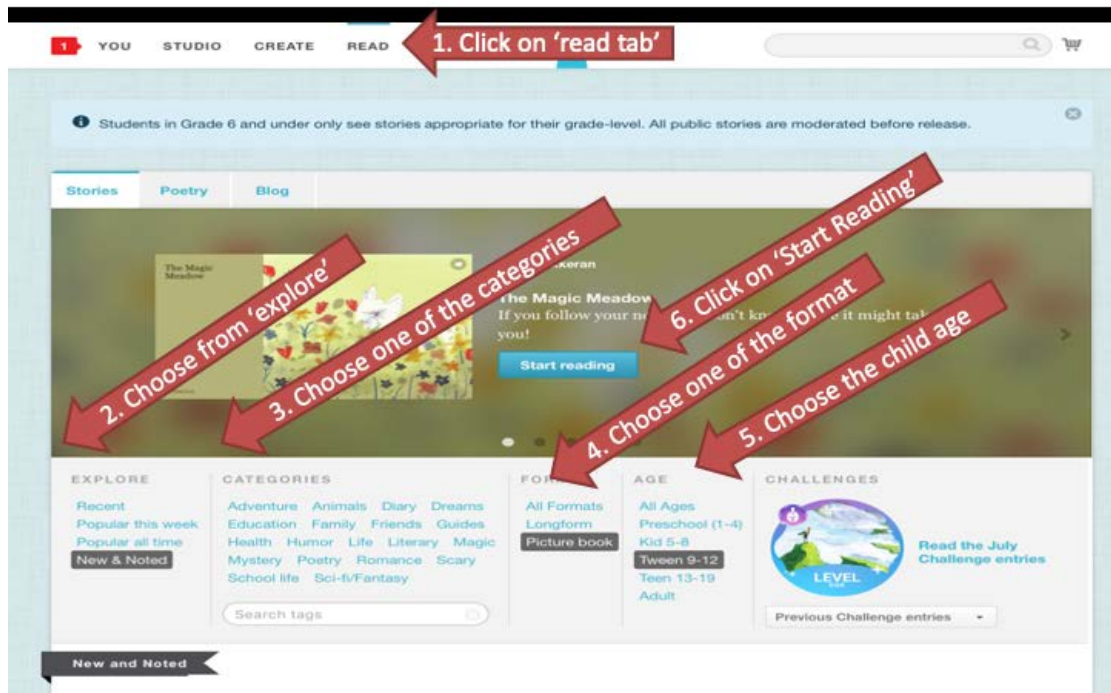 1 YOU STUDIO CREATE READ
1. Click on ‘read tab’
Students in Grade 6 and under only see stories appropriate for their grade-level. All public stories are moderated before release.
Stories Poetry Blog
The Magic
Meadow
The Magic Meadow
If you follow your
you!
Start reading
2. Choose from ‘explore’
3. Choose one of the categories
6. Click on ‘Start Reading’
4. Choose one of the format
5. Choose the child age
EXPLORE
Recent
Popular this week
Popular all time
New & Noted
CATEGORIES
Adventure Animals Diary Dreams
Education Family Friends Guides
Health Humor Life Literary Magic
Mystery Poetry Romance Scary
School life Sci-fi/Fantasy
Search tags
All Formats
Longform
Picture book
AGE
All Ages
Preschool (1-4)
Kid 5-8
Tween 9-12
Teen 13-19
Adult
CHALLENGES
LEVEL
Read the July
Challenge entries
Previous Challenge entries
New and Noted